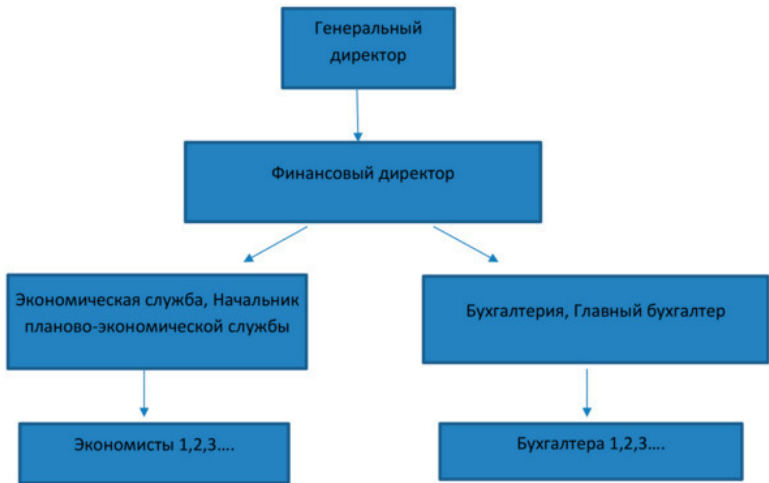 Генеральный
директор
Финансовый директор
Экономическая служба, Начальник
планово-экономической службы
Бухгалтерия, Главный бухгалтер
Экономисты 1,2,3....
Бухгалтера 1,2,3....